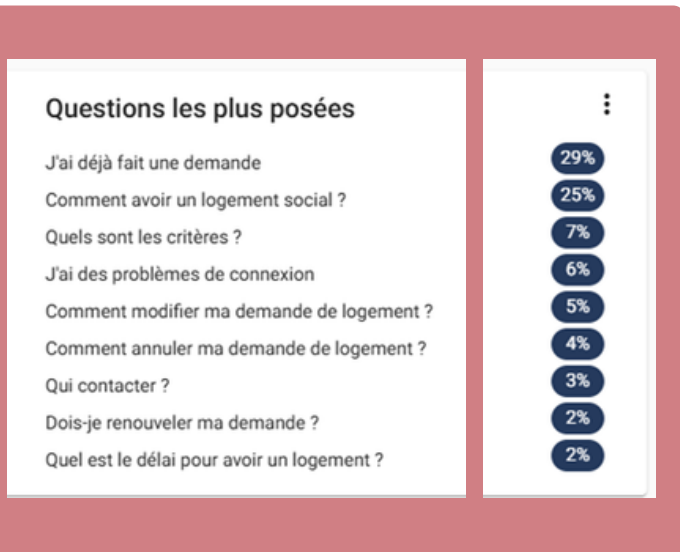 Questions les plus posées
J'ai déjà fait une demande 29%
Comment avoir un logement social ? 25%
Quels sont les critères ? 7%
J'ai des problèmes de connexion 6%
Comment modifier ma demande de logement ? 5%
Comment annuler ma demande de logement ? 4%
Qui contacter ? 3%
Dois-je renouveler ma demande ? 2%
Quel est le délai pour avoir un logement ? 2%